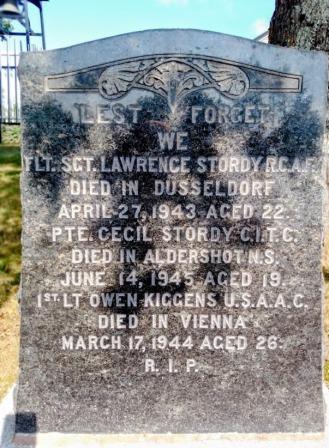 LEST FORGET
WE
FLT. SGT. LAWRENCE STORDY R.C.A.F.
DIED IN DUSSELDORF
APRIL 27, 1943 AGED 22.
PTE. CECIL STORDY C.I.T.C.
DIED IN ALDERSHOT N.S.
JUNE 14, 1945 AGED 19.
1ST. LT OWEN KIGGENS U.S.A.A.C.
DIED IN VIENNA
MARCH 17, 1944 AGED 26.
R. I. P.